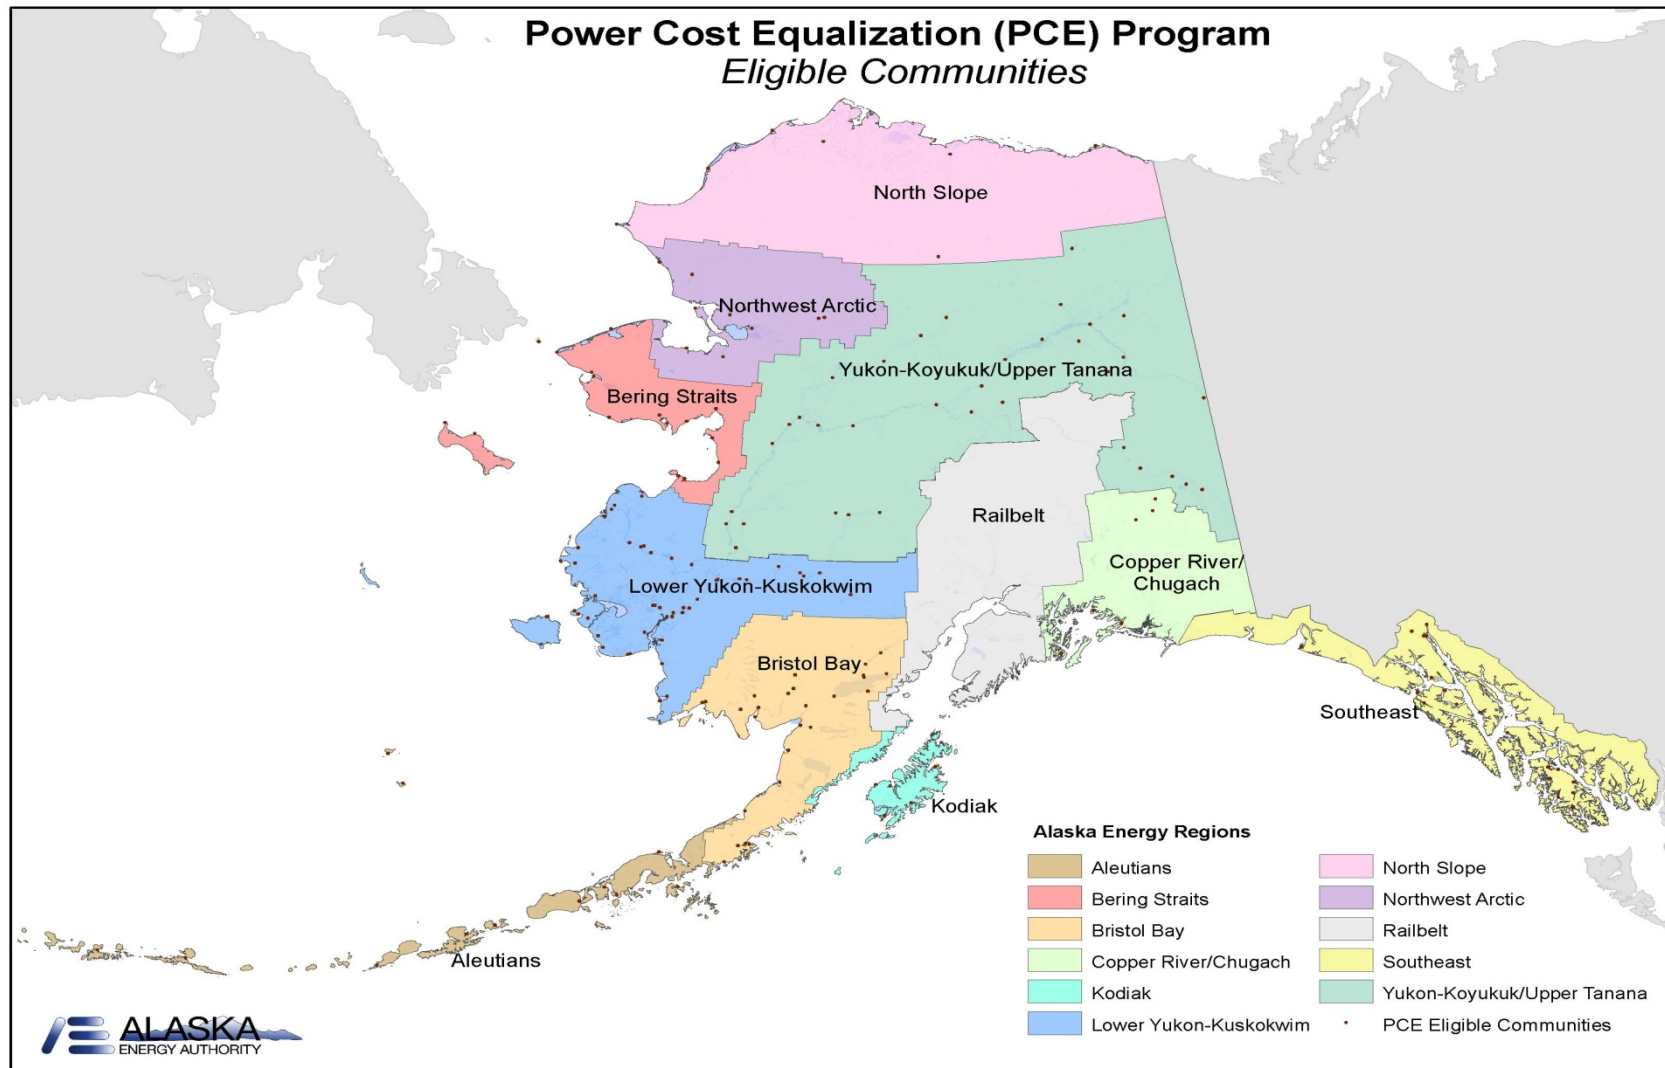 Power Cost Equalization (PCE) Program
Eligible Communities
North Slope
Northwest Arctic
Yukon-Koyukuk/Upper Tanana
Bering Straits
Railbelt
Copper River/
Chugach
Lower Yukon-Kuskokwim
Bristol Bay
Southeast
Kodiak
Aleutians
Alaska Energy Regions
Aleutians
Bering Straits
Bristol Bay
Copper River/Chugach
Kodiak
Lower Yukon-Kuskokwim
North Slope
Northwest Arctic
Railbelt
Southeast
Yukon-Koyukuk/Upper Tanana
PCE Eligible Communities
ALASKA
ENERGY AUTHORITY